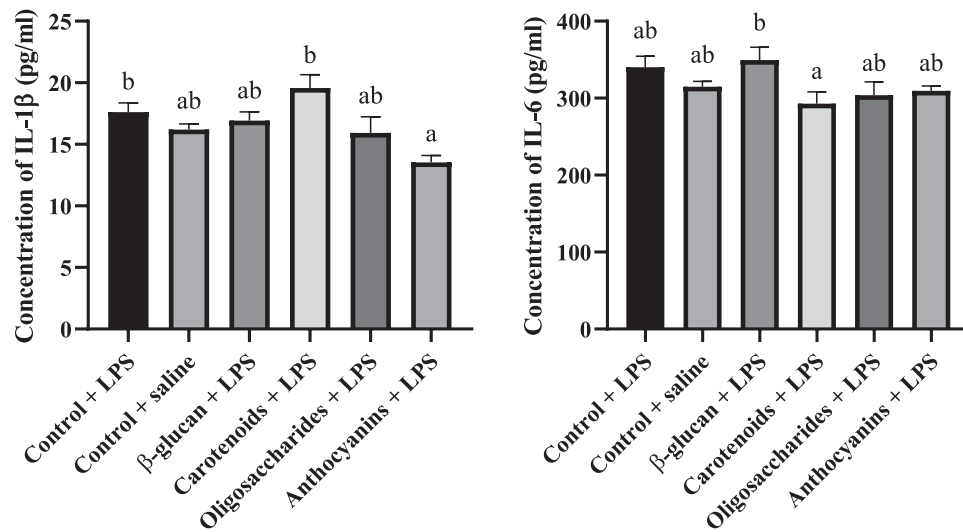 Concentration of IL-1β (pg/ml)
25
20
15
10
5
0
b
ab
ab
b
ab
a
Control + LPS
Control + saline
β-glucan + LPS
Carotenoids + LPS
Oligosaccharides + LPS
Anthocyanins + LPS
Concentration of IL-6 (pg/ml)
400
300
200
100
0
ab
ab
b
a
ab
ab
Control + LPS
Control + saline
β-glucan + LPS
Carotenoids + LPS
Oligosaccharides + LPS
Anthocyanins + LPS